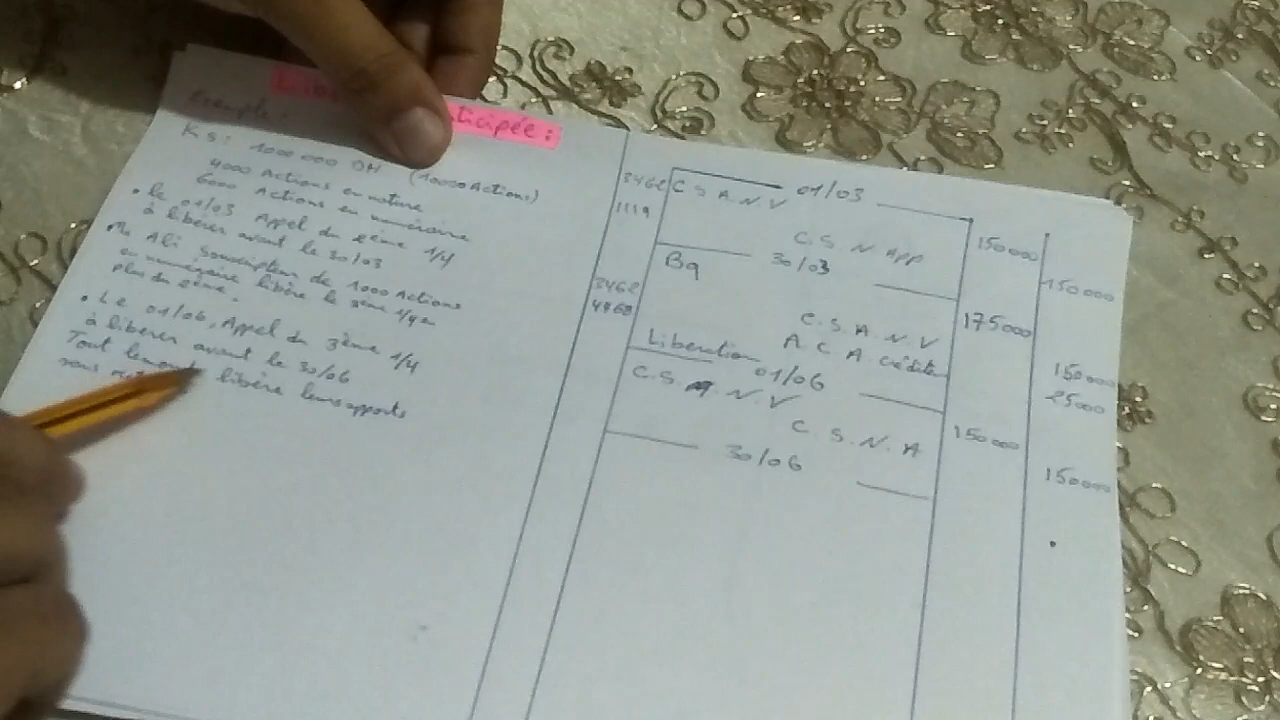 Exemple:
KS: 1000 000 DH (10000 Actions)
4000 Actions en nature
6000 Actions en numéraire
• le 01/03 Appel du 2ème 1/4
à libérer avant le 30/03
Mr Ali souscripteur de 1000 Actions
en numéraire libère le 3ème 1/4 en
plus du 2ème.
• Le 01/06, Appel du 3ème 1/4
à libérer avant le 30/06
Tout le libère leurs apports
01/03
3462 C S A.N.V 150000
1119 C. S. N. App 150000
30/03
Bq 175000
3462 C. S. A. N. V 150000
4468 A. C. A. Créditeur 25000
Libération
01/06
C.S. A. N. V 150000
C. S. N. A 150000
30/06